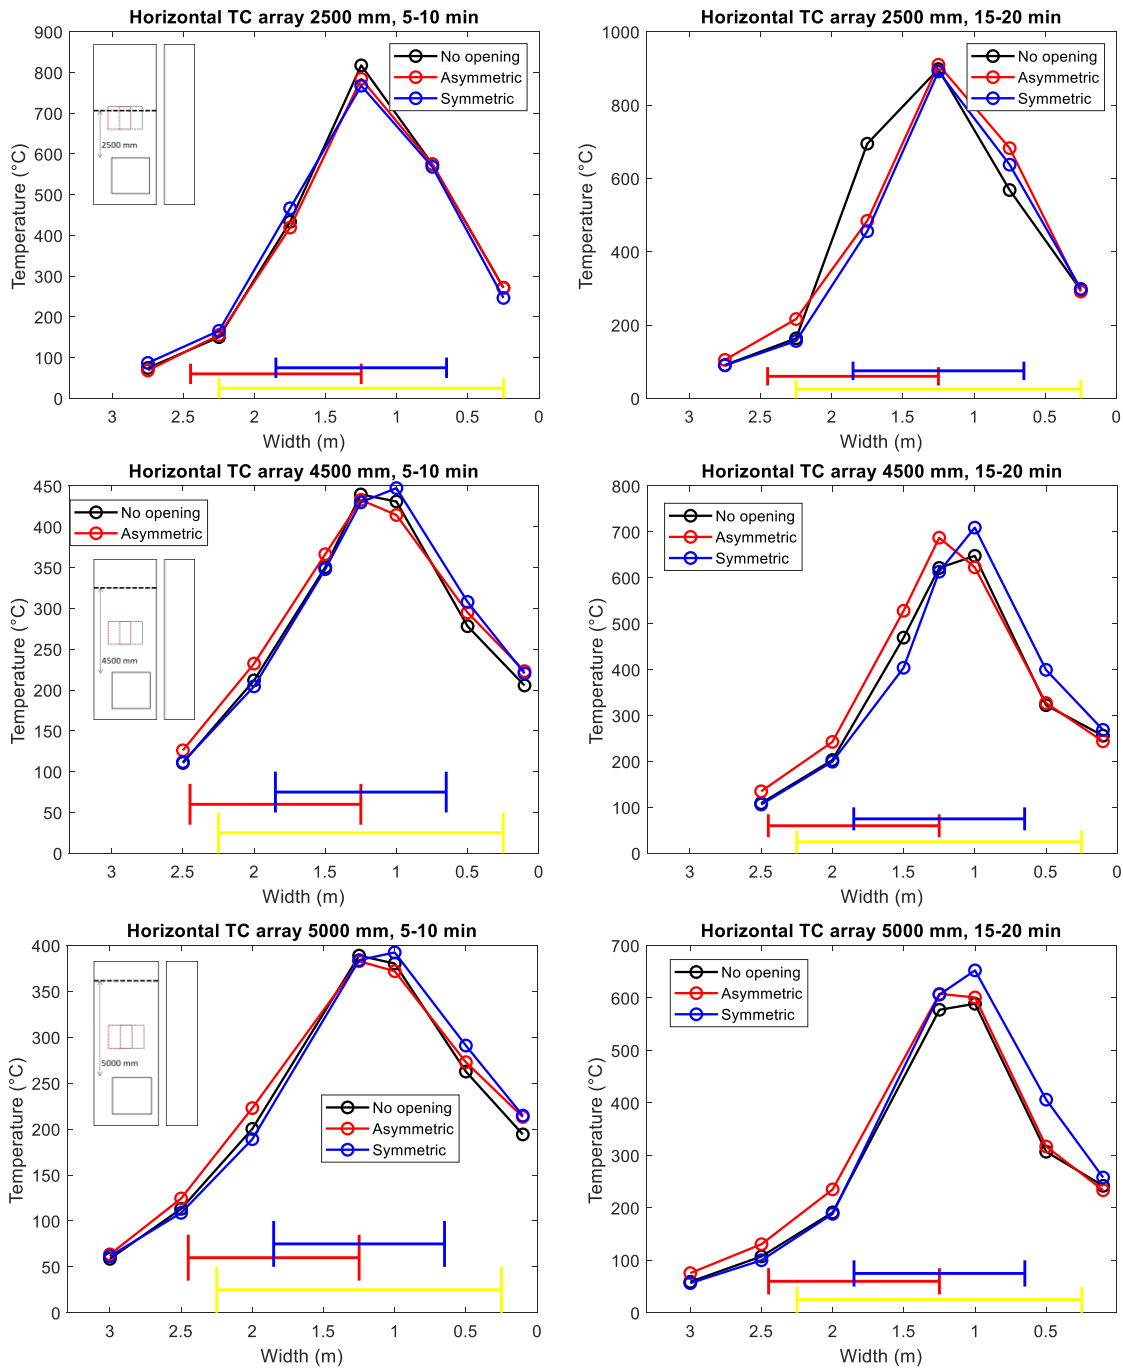 Horizontal TC array 2500 mm, 5-10 min
900
800
700
600
500
400
300
200
100
0
Temperature (°C)
3
2.5
2
1.5
1
0.5
0
Width (m)
No opening
Asymmetric
Symmetric
2500 mm
Horizontal TC array 2500 mm, 15-20 min
1000
800
600
400
200
0
Temperature (°C)
3
2.5
2
1.5
1
0.5
0
Width (m)
No opening
Asymmetric
Symmetric
Horizontal TC array 4500 mm, 5-10 min
450
400
350
300
250
200
150
100
50
0
Temperature (°C)
3
2.5
2
1.5
1
0.5
0
Width (m)
No opening
Asymmetric
4500 mm
Horizontal TC array 4500 mm, 15-20 min
800
700
600
500
400
300
200
100
0
Temperature (°C)
3
2.5
2
1.5
1
0.5
0
Width (m)
No opening
Asymmetric
Symmetric
Horizontal TC array 5000 mm, 5-10 min
400
350
300
250
200
150
100
50
0
Temperature (°C)
3
2.5
2
1.5
1
0.5
0
Width (m)
5000 mm
No opening
Asymmetric
Symmetric
Horizontal TC array 5000 mm, 15-20 min
700
600
500
400
300
200
100
0
Temperature (°C)
3
2.5
2
1.5
1
0.5
0
Width (m)
No opening
Asymmetric
Symmetric